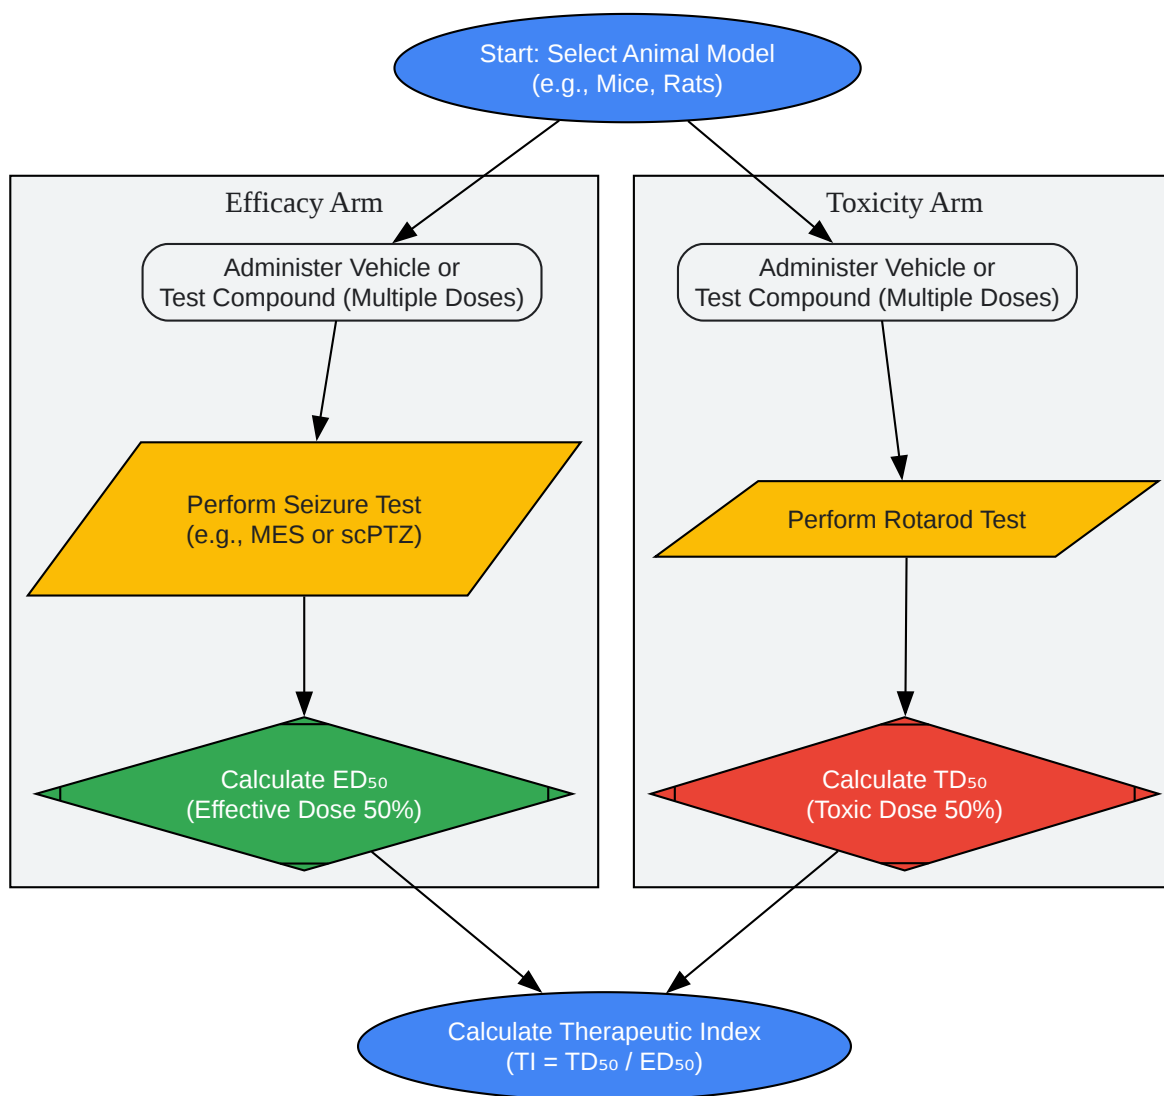 Start: Select Animal Model
(e.g., Mice, Rats)
Efficacy Arm
Administer Vehicle or
Test Compound (Multiple Doses)
Perform Seizure Test
(e.g., MES or scPTZ)
Calculate ED₅₀
(Effective Dose 50%)
Toxicity Arm
Administer Vehicle or
Test Compound (Multiple Doses)
Perform Rotarod Test
Calculate TD₅₀
(Toxic Dose 50%)
Calculate Therapeutic Index
(TI = TD₅₀ / ED₅₀)